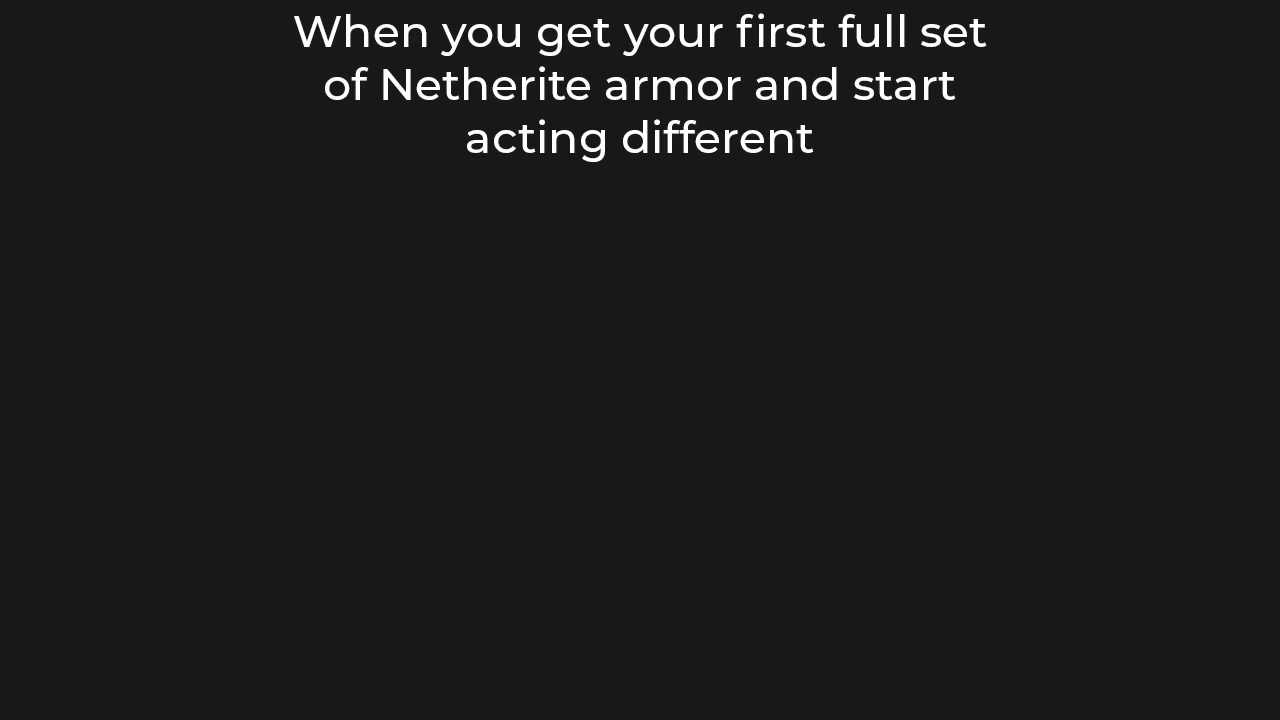 When you get your first full set
of Netherite armor and start
acting different